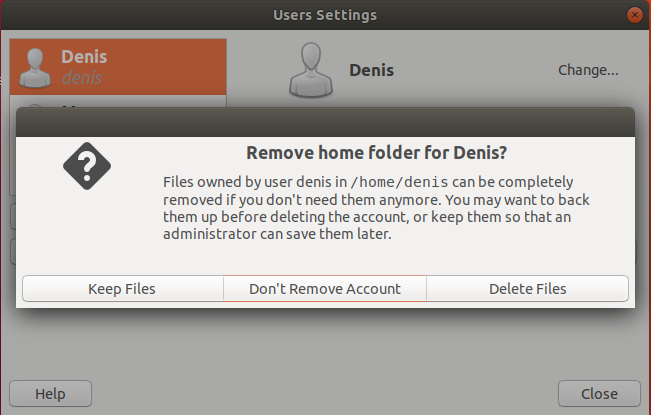 Users Settings
Denis
denis
Denis
Change...
Remove home folder for Denis?
Files owned by user denis in /home/denis can be completely
removed if you don't need them anymore. You may want to back
them up before deleting the account, or keep them so that an
administrator can save them later.
Keep Files
Don't Remove Account
Delete Files
Help
Close